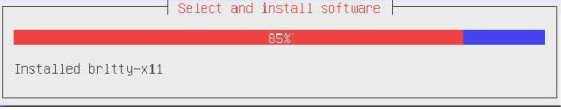 Select and install software
85%
Installed brltty-x11